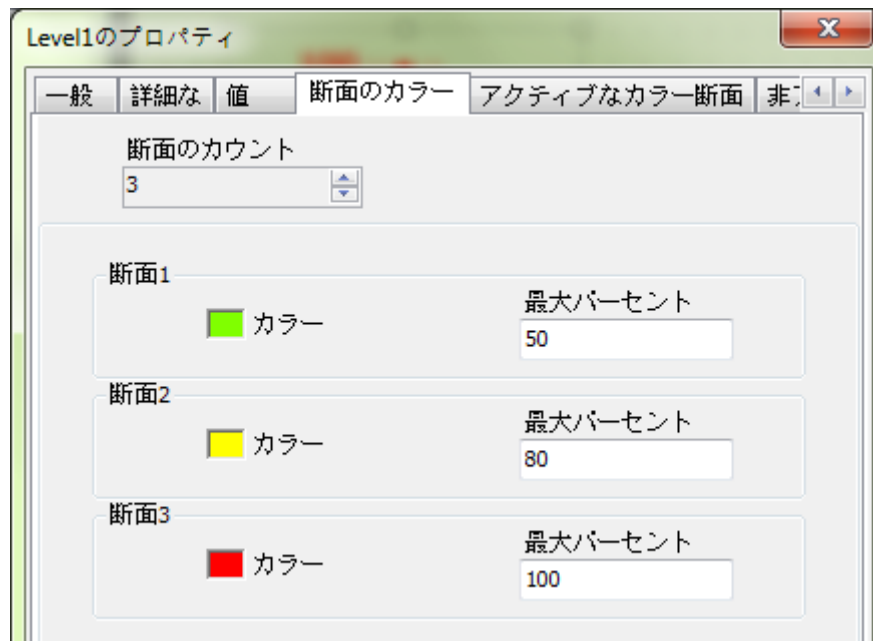 Level1のプロパティ
一般 詳細な 値 断面のカラー アクティブなカラー断面
断面のカウント
3
断面1
カラー
最大パーセント
50
断面2
カラー
最大パーセント
80
断面3
カラー
最大パーセント
100